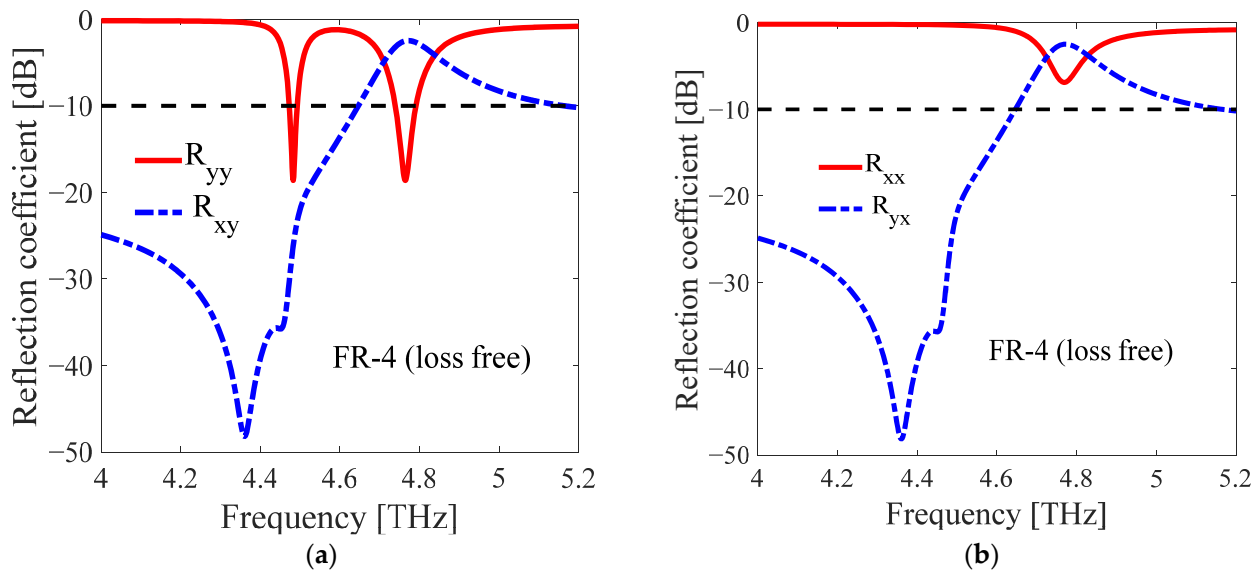 Reflection coefficient [dB]
0
−10
−20
−30
−40
−50
R_yy
R_xy
FR-4 (loss free)
4 4.2 4.4 4.6 4.8 5 5.2
Frequency [THz]
(a)
Reflection coefficient [dB]
0
−10
−20
−30
−40
−50
R_xx
R_yx
FR-4 (loss free)
4 4.2 4.4 4.6 4.8 5 5.2
Frequency [THz]
(b)